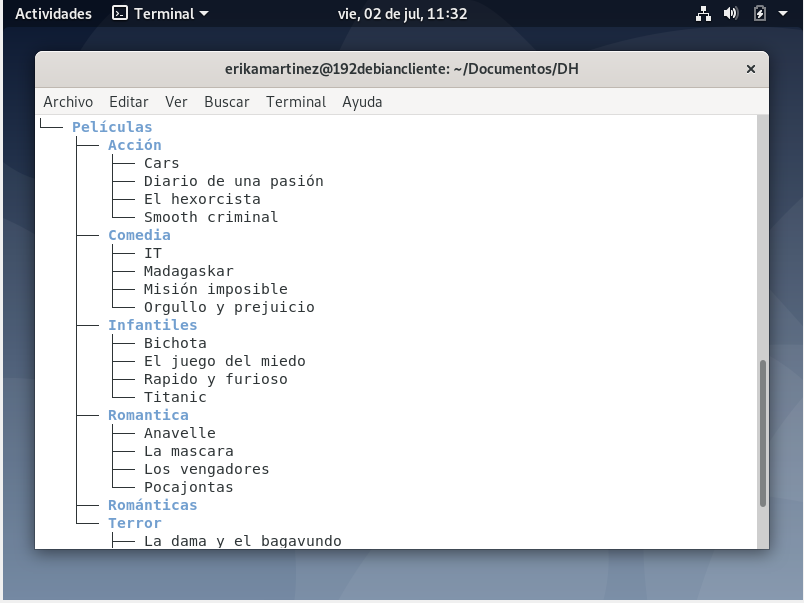 Actividades Terminal vie, 02 de jul, 11:32
erikamartinez@192debiancliente: ~/Documentos/DH
Archivo Editar Ver Buscar Terminal Ayuda
Películas
Acción
Cars
Diario de una pasión
El hexorcista
Smooth criminal
Comedia
IT
Madagaskar
Misión imposible
Orgullo y prejuicio
Infantiles
Bichota
El juego del miedo
Rapido y furioso
Titanic
Romantica
Anavelle
La mascara
Los vengadores
Pocajontas
Románticas
Terror
La dama y el bagavundo